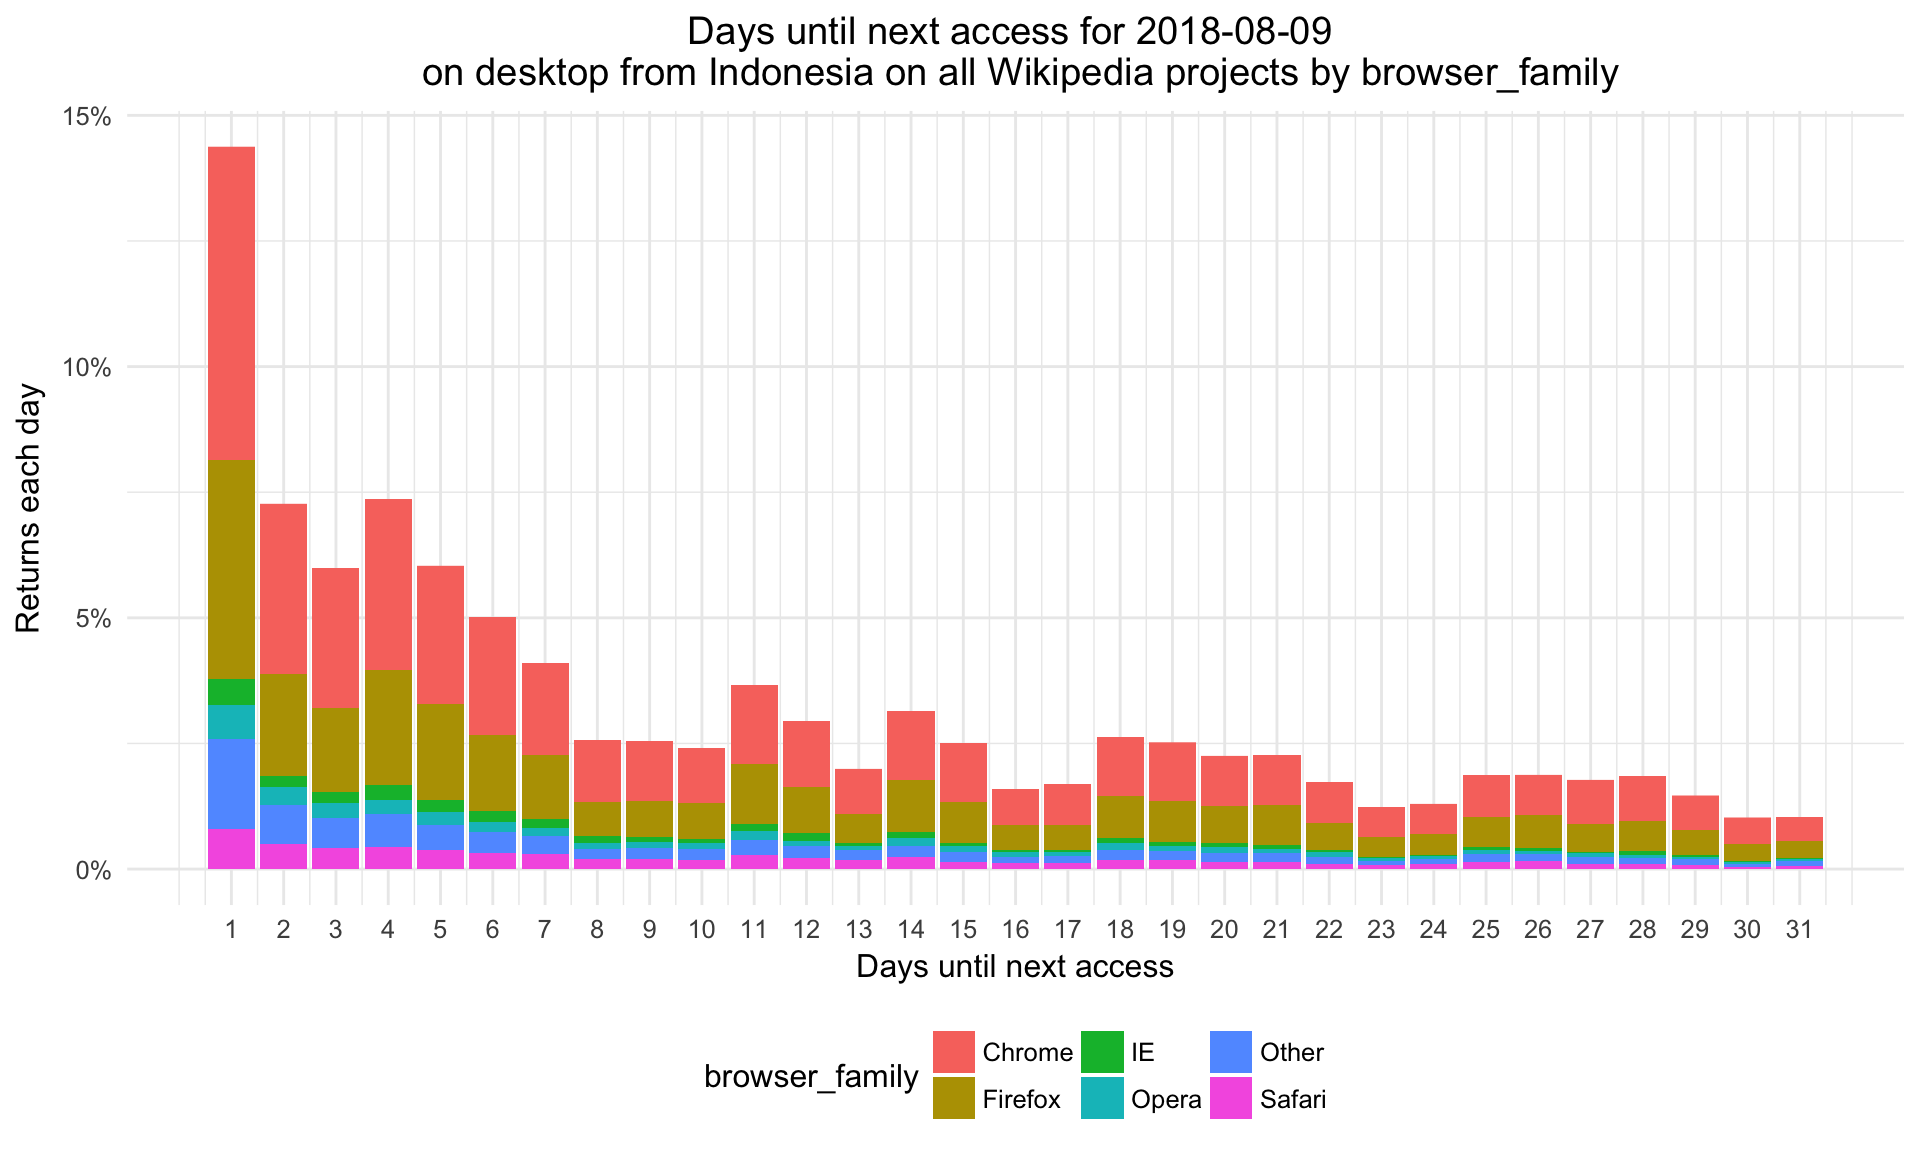 Days until next access for 2018-08-09
on desktop from Indonesia on all Wikipedia projects by browser_family
15%
10%
5%
0%
Returns each day
1 2 3 4 5 6 7 8 9 10 11 12 13 14 15 16 17 18 19 20 21 22 23 24 25 26 27 28 29 30 31
Days until next access
browser_family
Chrome IE Other
Firefox Opera Safari